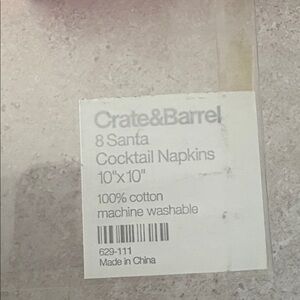 Crate&Barrel
8 Santa
Cocktail Napkins
10"x10"
100% cotton
machine washable
629-111
Made in China